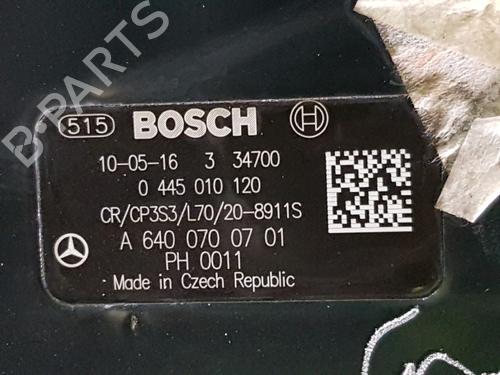 B-PARTS
515 BOSCH
10-05-16 3 34700
0 445 010 120
CR/CP3S3/L70/20-8911S
A 640 070 07 01
PH 0011
Made in Czech Republic